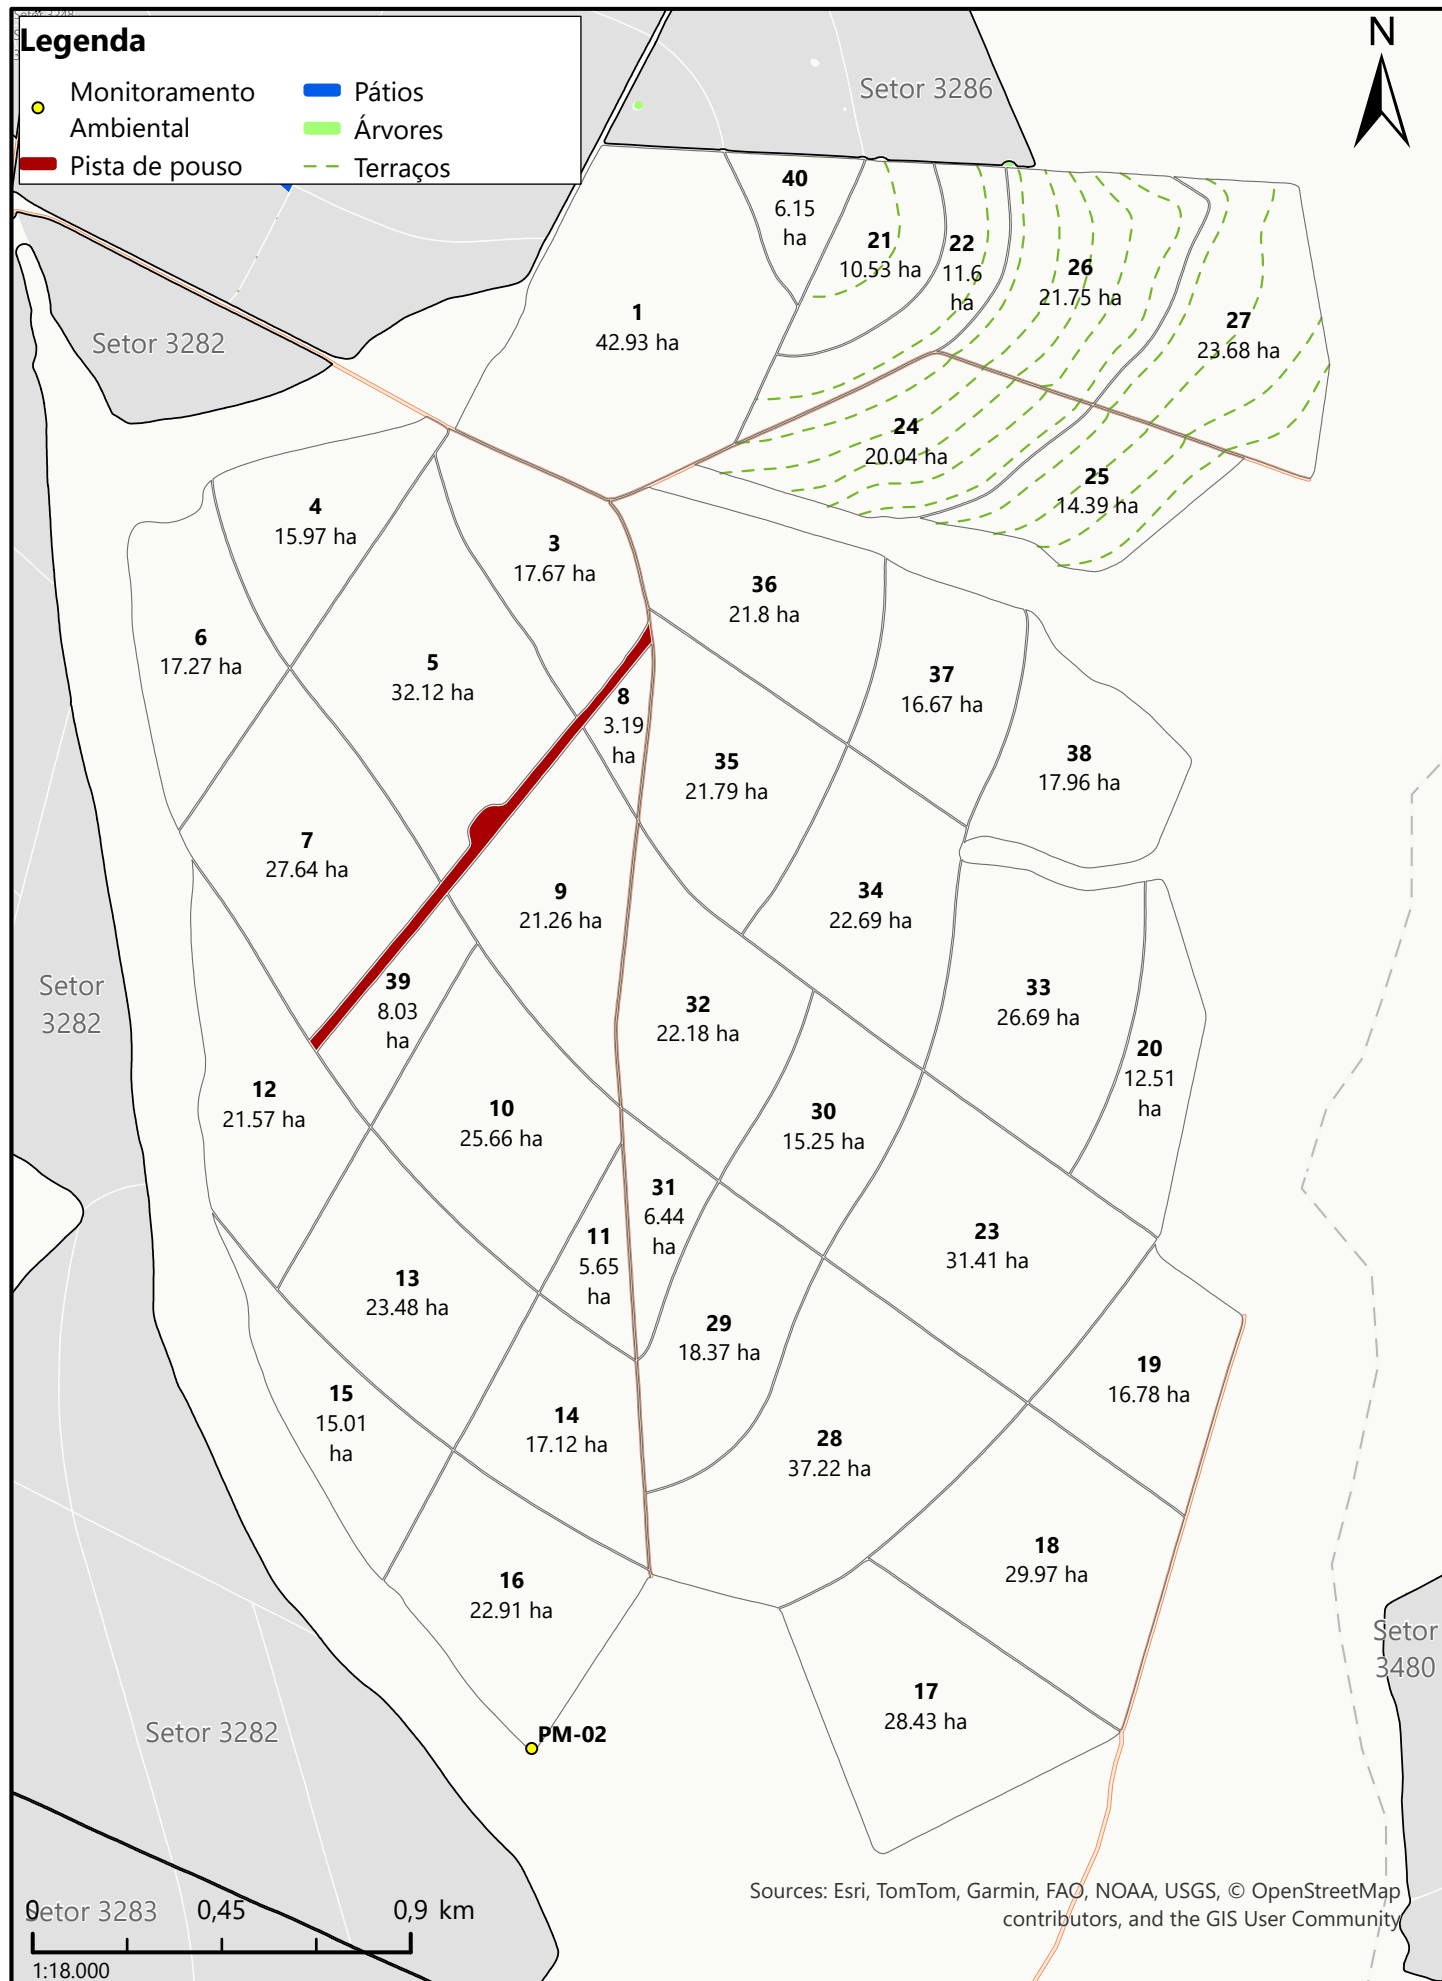 Legenda
Monitoramento
Ambiental
Pista de pouso
Pátios
Árvores
Terraços
N
Setor 3286
Setor 3282
40
6.15
ha
21
10.53 ha
22
11.6
ha
26
21.75 ha
27
23.68 ha
1
42.93 ha
24
20.04 ha
25
14.39 ha
4
15.97 ha
3
17.67 ha
36
21.8 ha
6
17.27 ha
5
32.12 ha
37
16.67 ha
8
3.19
ha
35
21.79 ha
38
17.96 ha
7
27.64 ha
9
21.26 ha
34
22.69 ha
39
8.03
ha
Setor
3282
32
22.18 ha
33
26.69 ha
20
12.51
ha
12
21.57 ha
10
25.66 ha
30
15.25 ha
31
6.44
ha
11
5.65
ha
23
31.41 ha
13
23.48 ha
29
18.37 ha
19
16.78 ha
15
15.01
ha
14
17.12 ha
28
37.22 ha
18
29.97 ha
16
22.91 ha
Setor
3480
17
28.43 ha
Setor 3282
PM-02
Sources: Esri, TomTom, Garmin, FAO, NOAA, USGS, © OpenStreetMap
contributors, and the GIS User Community
Setor 3283
0 0,45 0,9 km
1:18.000